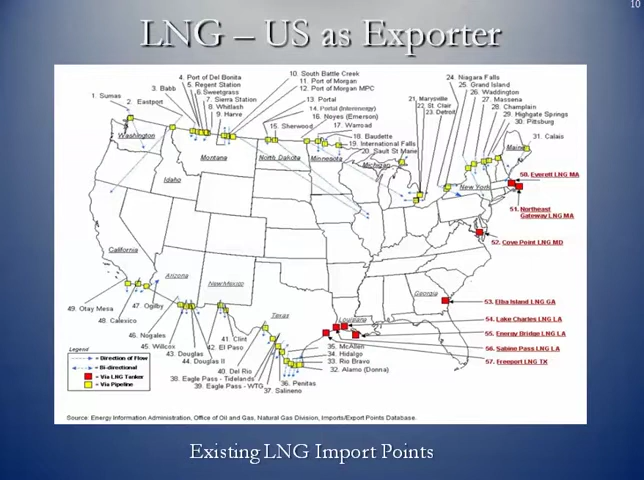 10
LNG – US as Exporter
1. Sumas
2. Eastport
3. Babb
4. Port of Del Bonita
5. Regent Station
6. Sweetgrass
7. Sierra Station
8. Whitlash
9. Havre
10. South Battle Creek
11. Port of Morgan
12. Port of Morgan MPC
13. Portal
14. Portal (Interenergy)
15. Sherwood
16. Noyes (Emerson)
17. Warroad
18. Baudette
19. International Falls
20. Sault St Marie
21. Marysville
22. St. Clair
23. Detroit
24. Niagara Falls
25. Grand Island
26. Waddington
27. Massena
28. Champlain
29. Highgate Springs
30. Pittsburg
31. Calais
Washington
Montana
North Dakota
Minnesota
Michigan
Maine
New York
Idaho
California
Arizona
New Mexico
Texas
Louisiana
Georgia
50. Everett LNG MA
51. Northeast
Gateway LNG MA
52. Cove Point LNG MD
53. Elba Island LNG GA
54. Lake Charles LNG LA
55. Energy Bridge LNG LA
56. Sabine Pass LNG LA
57. Freeport LNG TX
49. Otay Mesa
48. Calexico
47. Ogilby
46. Nogales
45. Willcox
44. Douglas II
43. Douglas
42. El Paso
41. Clint
40. Del Rio
39. Eagle Pass - WTG
38. Eagle Pass - Tidelands
37. Salineno
36. Penitas
35. McAllen
34. Hidalgo
33. Rio Bravo
32. Alamo (Donna)
Legend
= Direction of Flow
= Bi-directional
= Via LNG Tanker
= Via Pipeline
Source: Energy Information Administration, Office of Oil and Gas, Natural Gas Division, Imports/Export Points Database.
Existing LNG Import Points